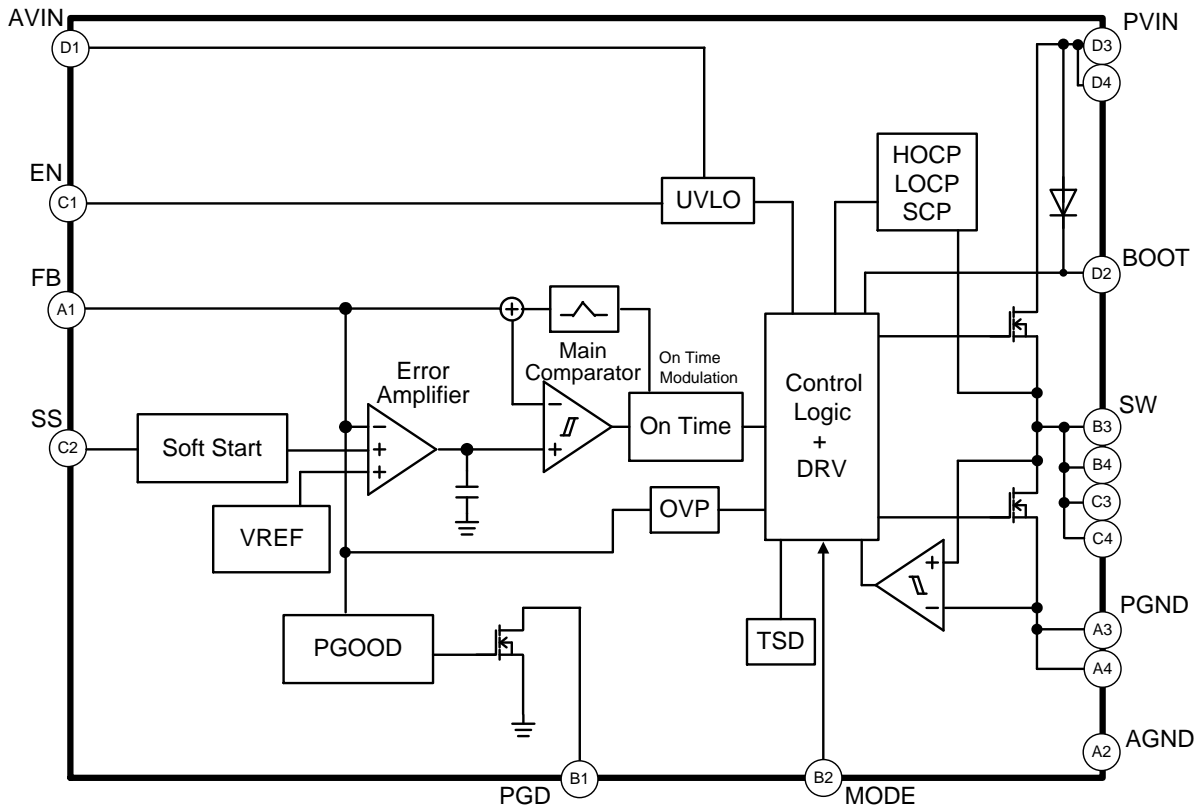 AVIN
PVIN
D1
D3
D4
HOCP
LOCP
SCP
EN
C1
UVLO
BOOT
D2
FB
A1
+
Main
Comparator
On Time
Modulation
Error
Amplifier
Control
Logic
+
DRV
SS
C2
Soft Start
−
+
+
−
+
On Time
SW
B3
B4
C3
C4
VREF
OVP
+
−
PGND
A3
A4
PGOOD
TSD
AGND
A2
PGD
B1
B2
MODE